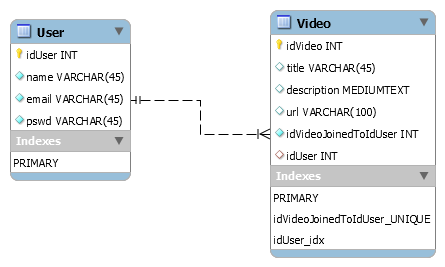 User
idUser INT
name VARCHAR(45)
email VARCHAR(45)
pswd VARCHAR(45)
Indexes
PRIMARY
Video
idVideo INT
title VARCHAR(45)
description MEDIUMTEXT
url VARCHAR(100)
idVideoJoinedToIdUser INT
idUser INT
Indexes
PRIMARY
idVideoJoinedToIdUser_UNIQUE
idUser_idx